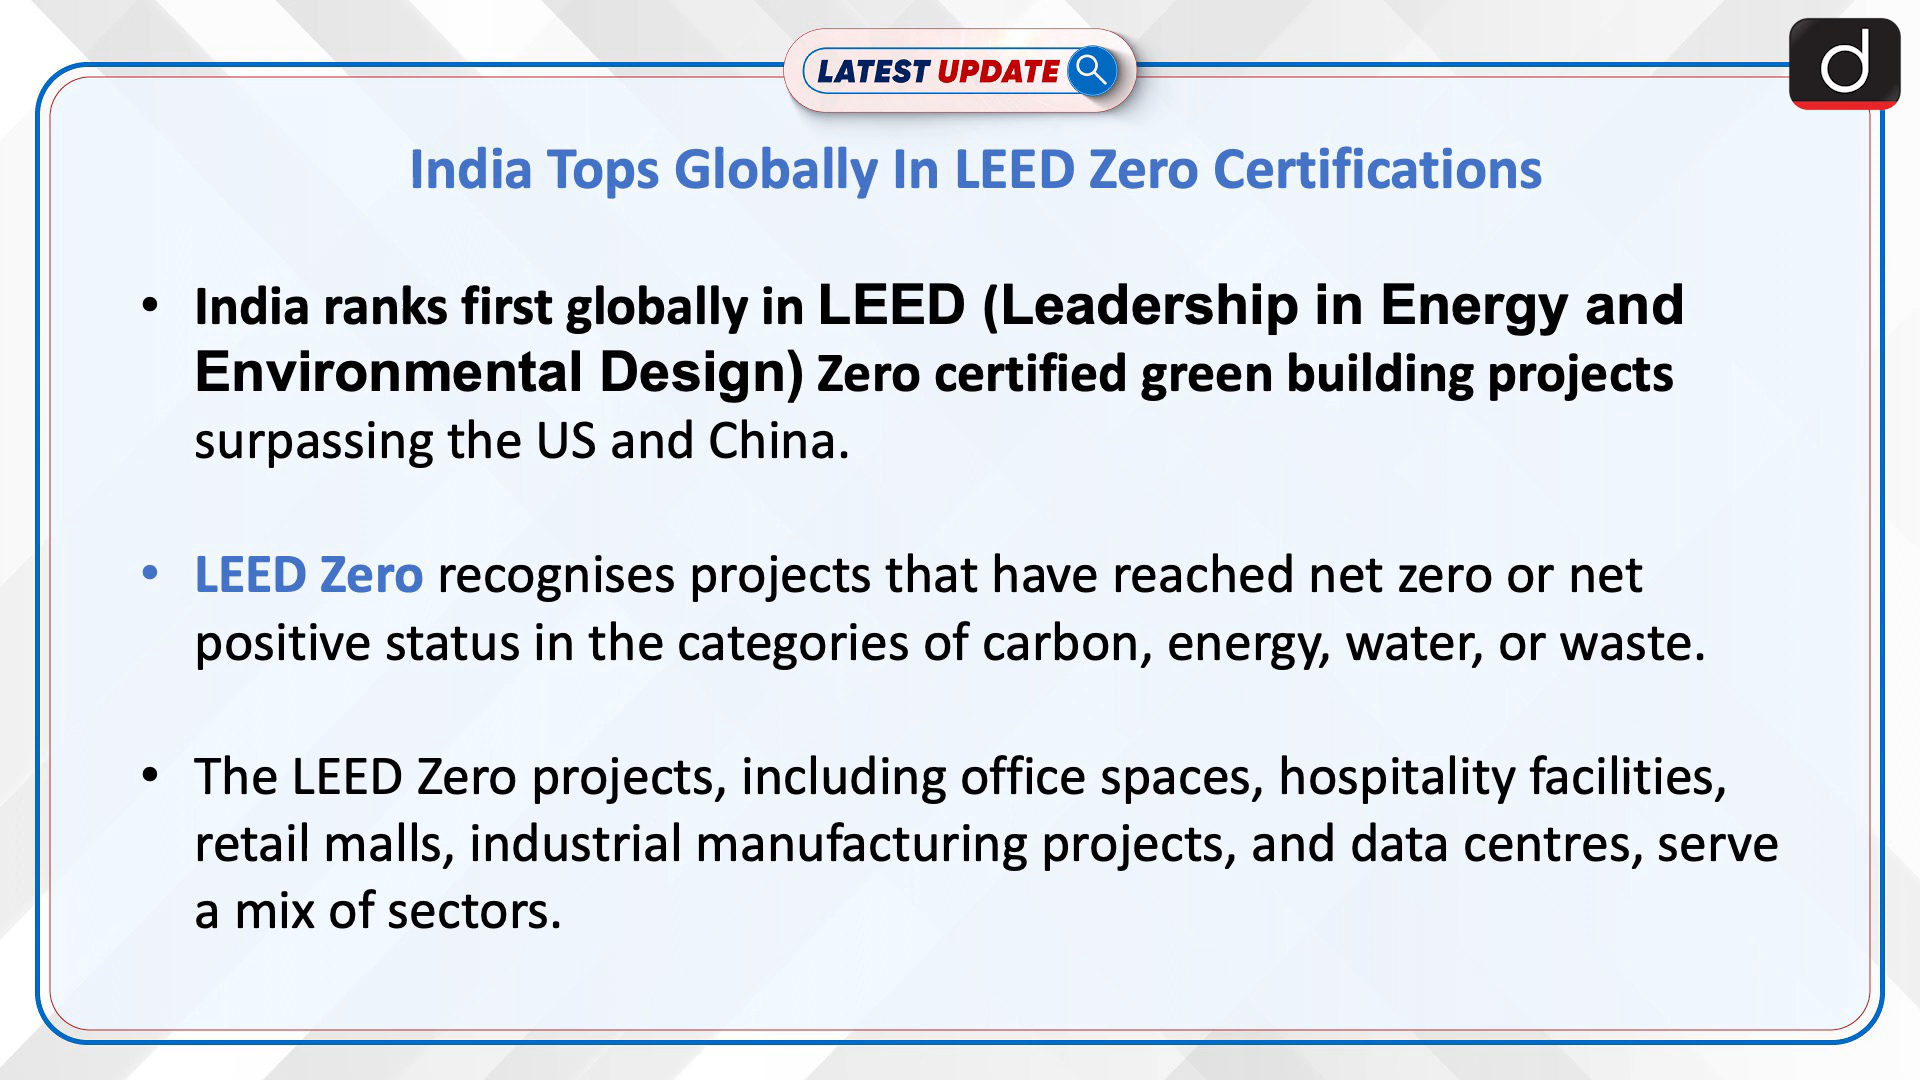 LATEST UPDATE
d
India Tops Globally In LEED Zero Certifications
• India ranks first globally in LEED (Leadership in Energy and
Environmental Design) Zero certified green building projects
surpassing the US and China.
• LEED Zero recognises projects that have reached net zero or net
positive status in the categories of carbon, energy, water, or waste.
• The LEED Zero projects, including office spaces, hospitality facilities,
retail malls, industrial manufacturing projects, and data centres, serve
a mix of sectors.